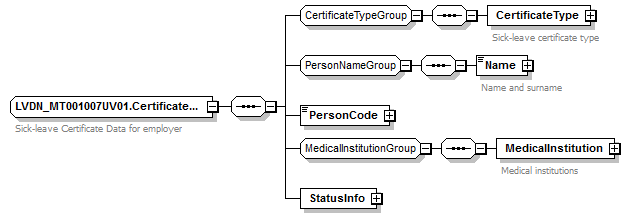 CertificateTypeGroup
CertificateType
Sick-leave certificate type
PersonNameGroup
Name
Name and surname
LVDN_MT001007UV01.Certificate...
Sick-leave Certificate Data for employer
PersonCode
MedicalInstitutionGroup
MedicalInstitution
Medical institutions
StatusInfo